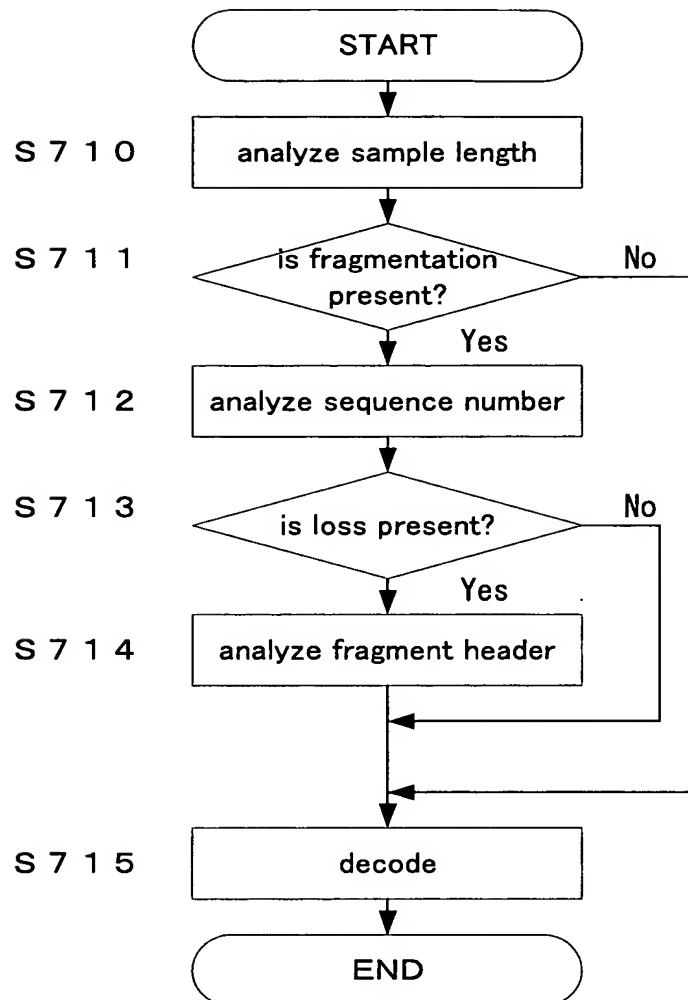 START
S710 analyze sample length
S711 is fragmentation No
present?
Yes
S712 analyze sequence number
S713 is loss present? No
Yes
S714 analyze fragment header
S715 decode
END